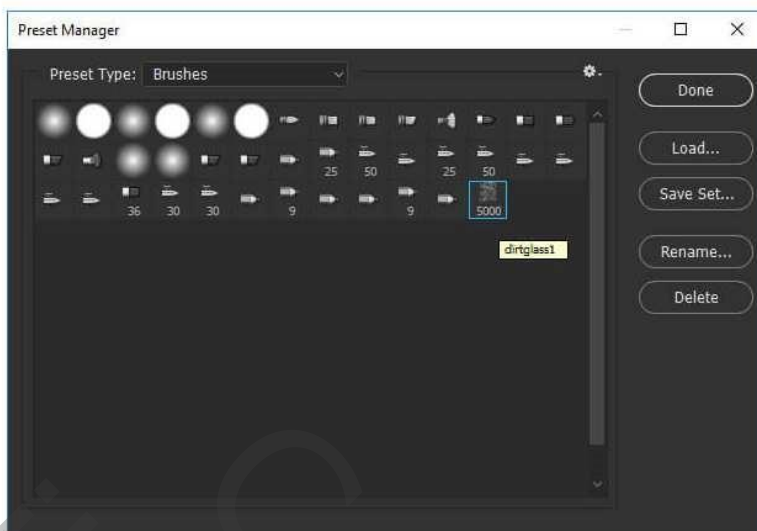 Preset Manager
Preset Type: Brushes
Done
25 50 25 50
Load...
36 30 30 9 9 5000
Save Set...
dirtglass1
Rename...
Delete